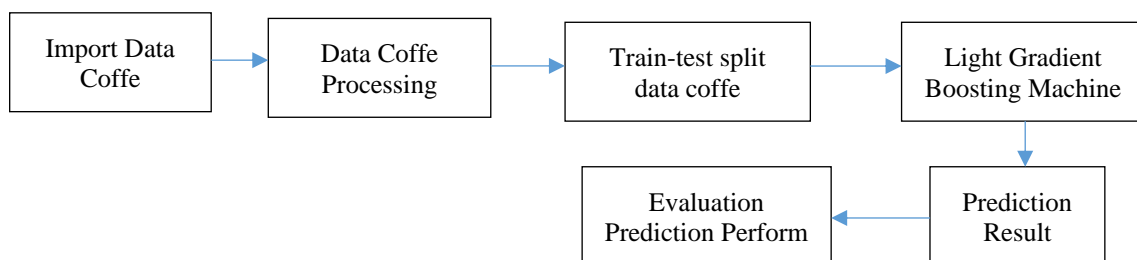 Import Data
Coffe
Data Coffe
Processing
Train-test split
data coffe
Light Gradient
Boosting Machine
Prediction
Result
Evaluation
Prediction Perform